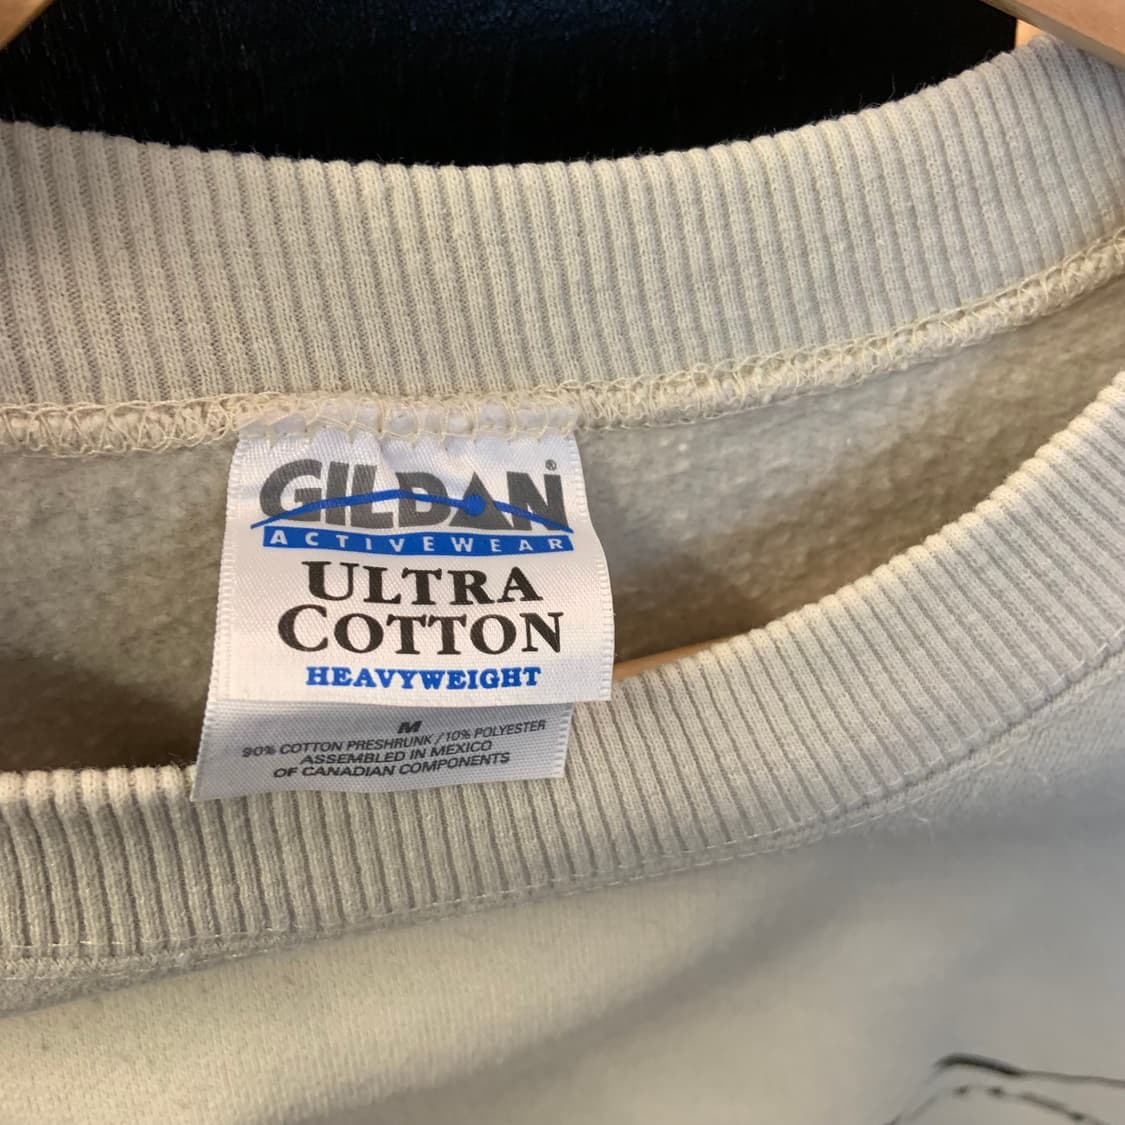 GILDAN®
ACTIVEWEAR
ULTRA
COTTON
HEAVYWEIGHT
M
90% COTTON PRESHRUNK / 10% POLYESTER
ASSEMBLED IN MEXICO
OF CANADIAN COMPONENTS